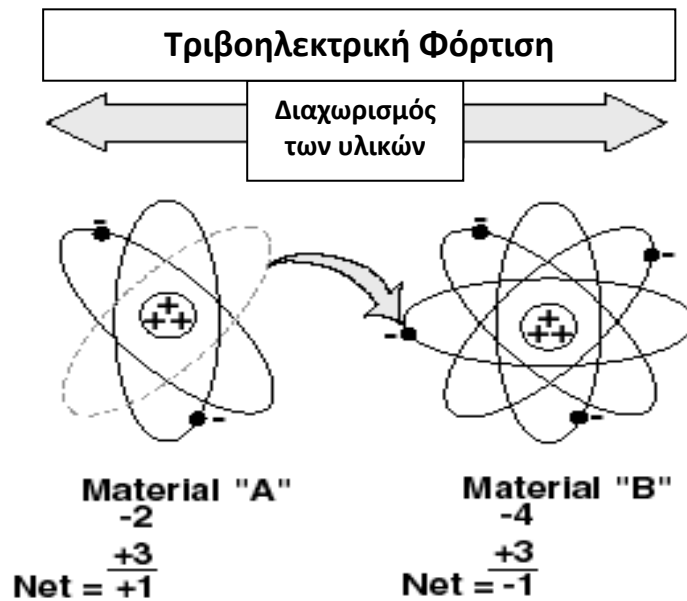 Τριβοηλεκτρική Φόρτιση
Διαχωρισμός
των υλικών
-
-
-
-
-
-
+
++
+
++
Material "A"
-2
+3
Net = +1
Material "B"
-4
+3
Net = -1